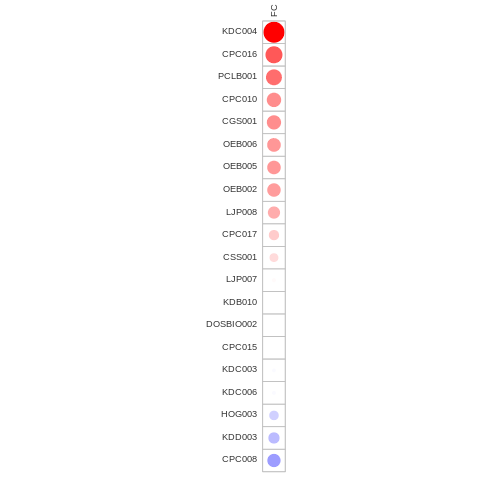 FC
KDC004
CPC016
PCLB001
CPC010
CGS001
OEB006
OEB005
OEB002
LJP008
CPC017
CSS001
LJP007
KDB010
DOSBIO002
CPC015
KDC003
KDC006
HOG003
KDD003
CPC008